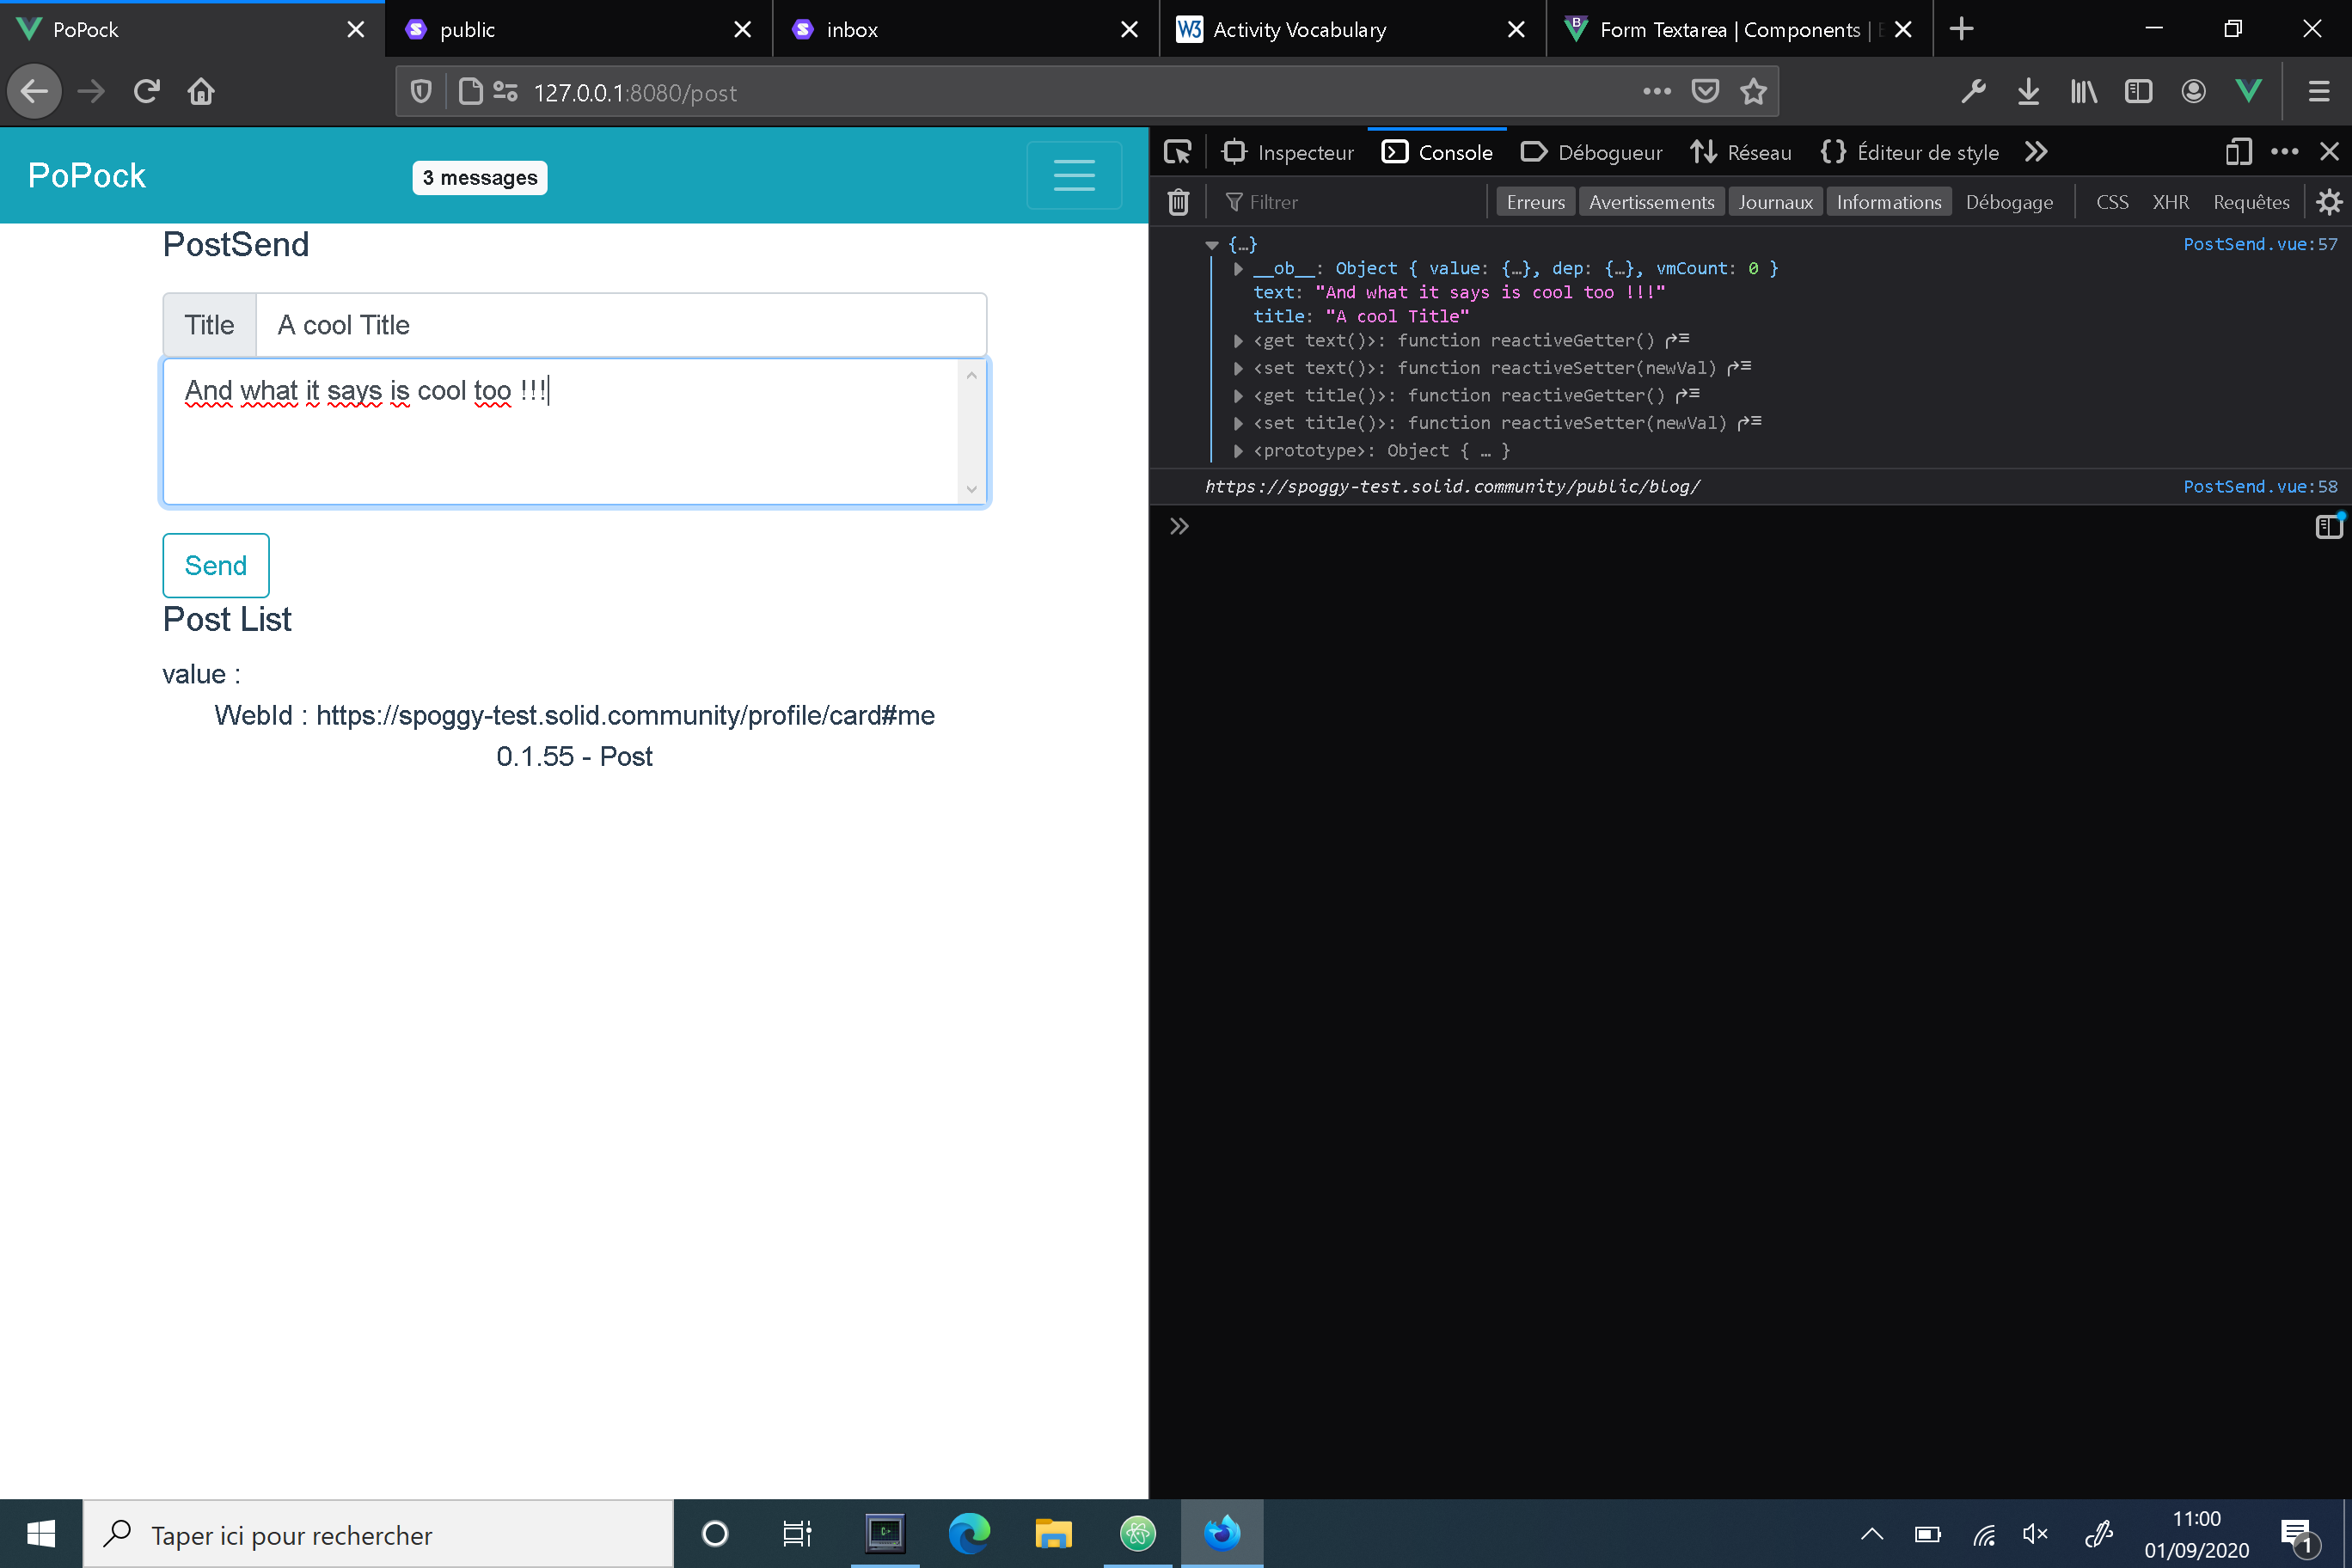 PoPock
public
inbox
Activity Vocabulary
Form Textarea | Components |
127.0.0.1:8080/post
PoPock
3 messages
PostSend
Title
A cool Title
And what it says is cool too !!!
Send
Post List
value :
WebId : https://spoggy-test.solid.community/profile/card#me
0.1.55 - Post
Inspecteur
Console
Débogueur
Réseau
{} Éditeur de style
Filtrer
Erreurs
Avertissements
Journaux
Informations
Débogage
CSS
XHR
Requêtes
{…}
PostSend.vue:57
__ob__: Object { value: {…}, dep: {…}, vmCount: 0 }
text: "And what it says is cool too !!!"
title: "A cool Title"
<get text()>: function reactiveGetter()
<set text()>: function reactiveSetter(newVal)
<get title()>: function reactiveGetter()
<set title()>: function reactiveSetter(newVal)
<prototype>: Object { … }
https://spoggy-test.solid.community/public/blog/
PostSend.vue:58
Taper ici pour rechercher
11:00
01/09/2020
1